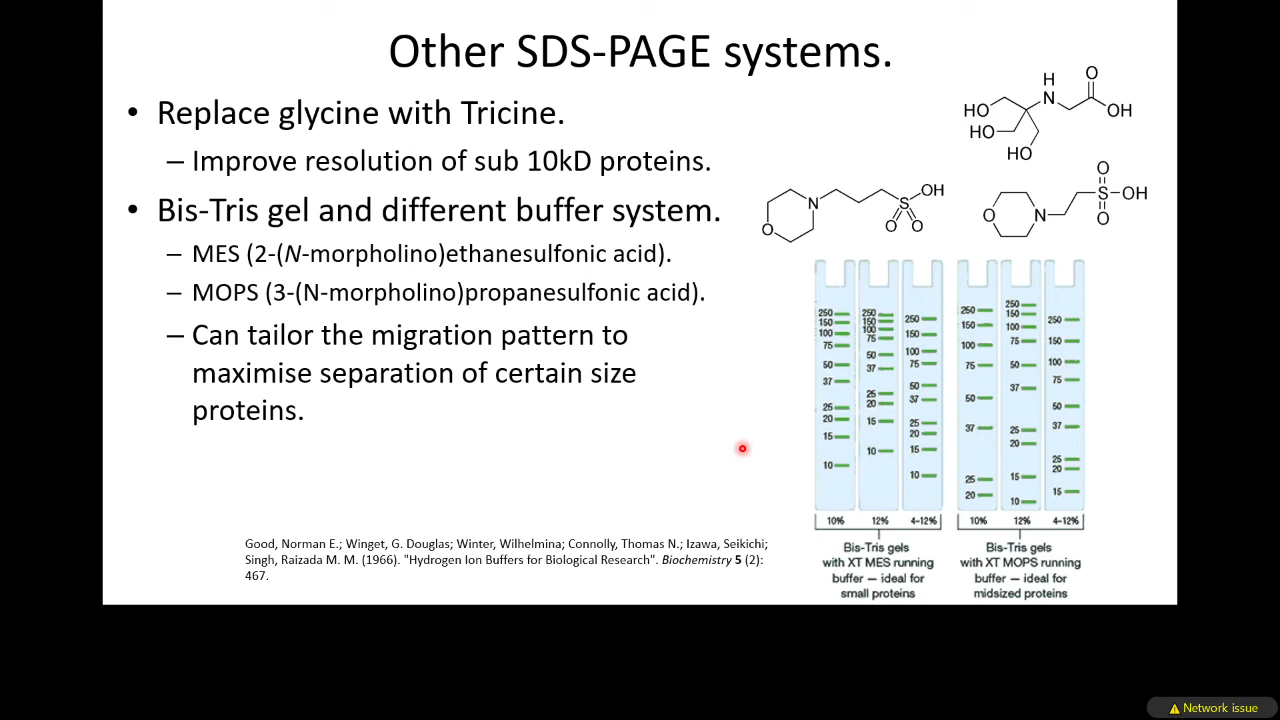 Other SDS-PAGE systems.
• Replace glycine with Tricine.
– Improve resolution of sub 10kD proteins.
• Bis-Tris gel and different buffer system.
– MES (2-(N-morpholino)ethanesulfonic acid).
– MOPS (3-(N-morpholino)propanesulfonic acid).
– Can tailor the migration pattern to
maximise separation of certain size
proteins.
Good, Norman E.; Winget, G. Douglas; Winter, Wilhelmina; Connolly, Thomas N.; Izawa, Seikichi;
Singh, Raizada M. M. (1966). "Hydrogen Ion Buffers for Biological Research". Biochemistry 5 (2):
467.
H
N
O
OH
HO
HO
HO
N
O
S
OH
O
O
O
N
O
S
OH
O
250
150
100
75
50
37
25
20
15
10
250
150
100
75
50
37
25
20
15
10
250
150
100
75
50
37
25
20
15
10
10% 12% 4–12%
Bis-Tris gels
with XT MES running
buffer — ideal for
small proteins
250
150
100
75
50
37
25
20
250
150
100
75
50
37
25
20
15
10
250
150
100
75
50
37
25
20
15
10% 12% 4–12%
Bis-Tris gels
with XT MOPS running
buffer — ideal for
midsized proteins
Network issue